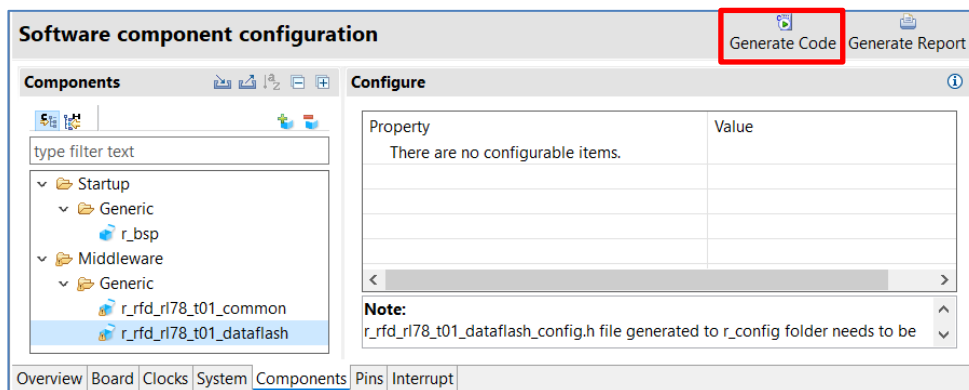 Software component configuration
Generate Code
Generate Report
Components
Configure
type filter text
Startup
Generic
r_bsp
Middleware
Generic
r_rfd_rl78_t01_common
r_rfd_rl78_t01_dataflash
Property Value
There are no configurable items.
Note:
r_rfd_rl78_t01_dataflash_config.h file generated to r_config folder needs to be
Overview Board Clocks System Components Pins Interrupt